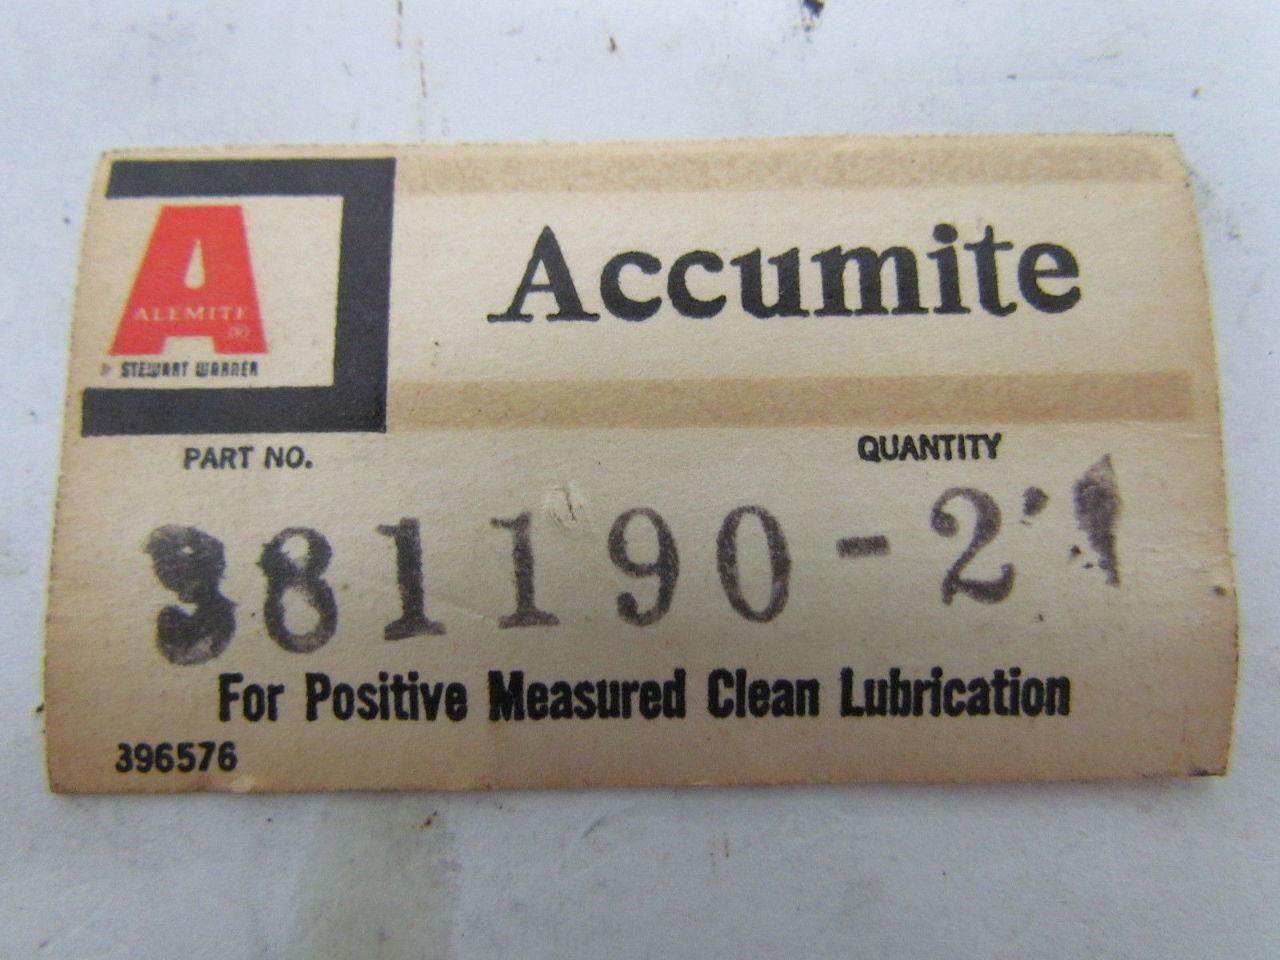 ALEMITE
®
STEWART WARNER
Accumite
PART NO.
QUANTITY
381190-2
For Positive Measured Clean Lubrication
396576